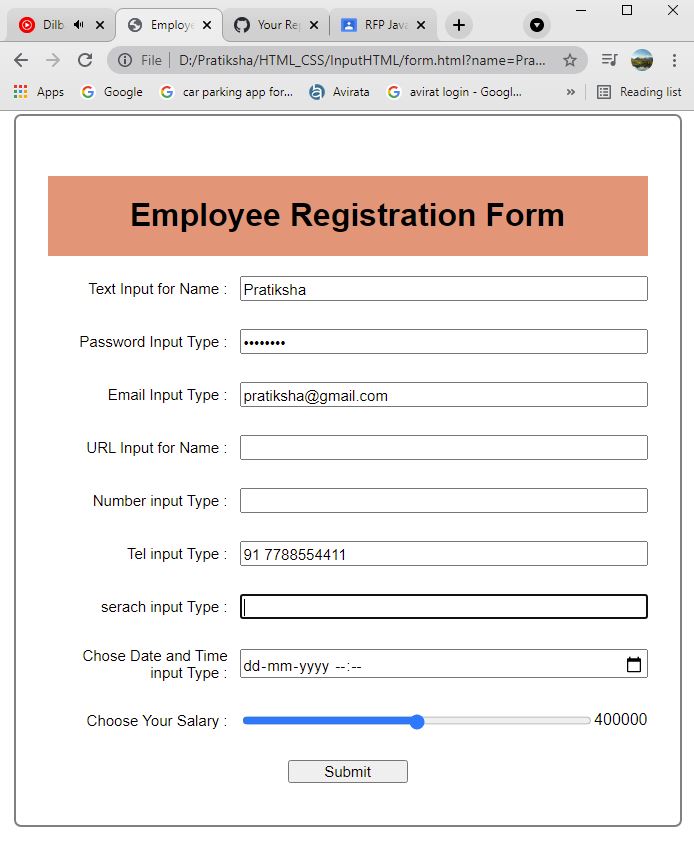 Dilb
Employe
Your Rep
RFP Java
File
D:/Pratiksha/HTML_CSS/InputHTML/form.html?name=Pra...
Apps
Google
car parking app for...
Avirata
avirat login - Googl...
»
Reading list
Employee Registration Form
Text Input for Name : Pratiksha
Password Input Type : ••••••••
Email Input Type : pratiksha@gmail.com
URL Input for Name :
Number input Type :
Tel input Type : 91 7788554411
serach input Type :
Chose Date and Time
input Type : dd-mm-yyyy --:--
Choose Your Salary : 400000
Submit